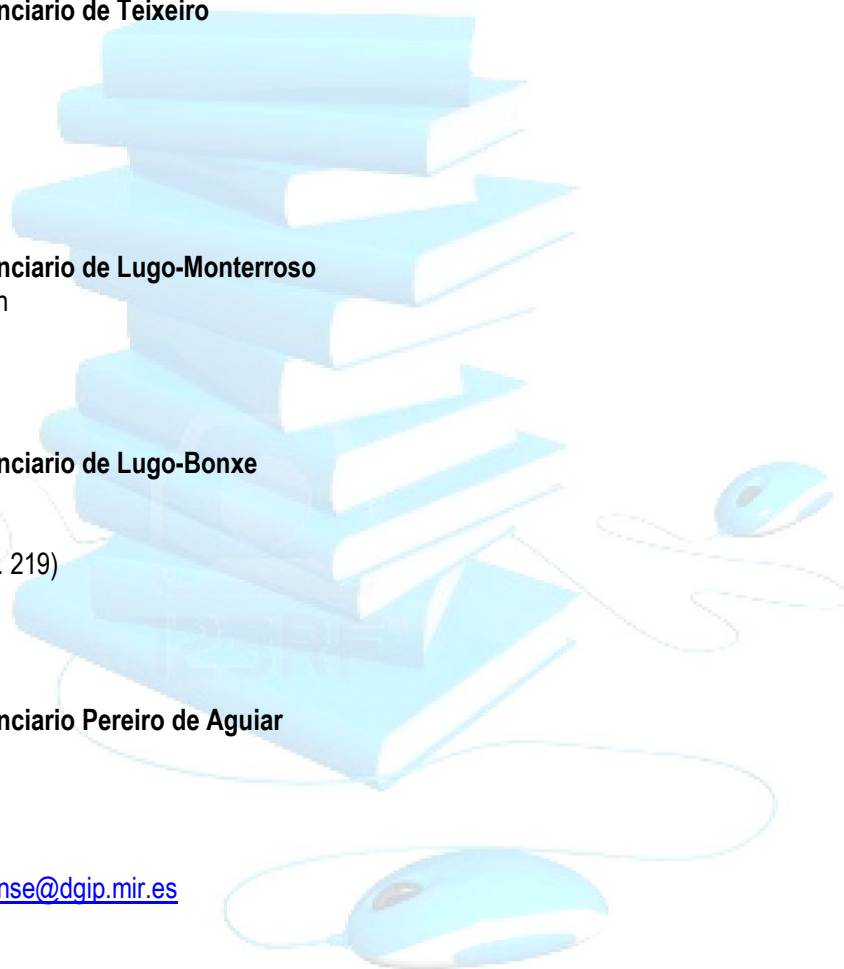 nciario de Teixeiro
nciario de Lugo-Monterroso
n
nciario de Lugo-Bonxe
. 219)
nciario Pereiro de Aguiar
nse@dgip.mir.es